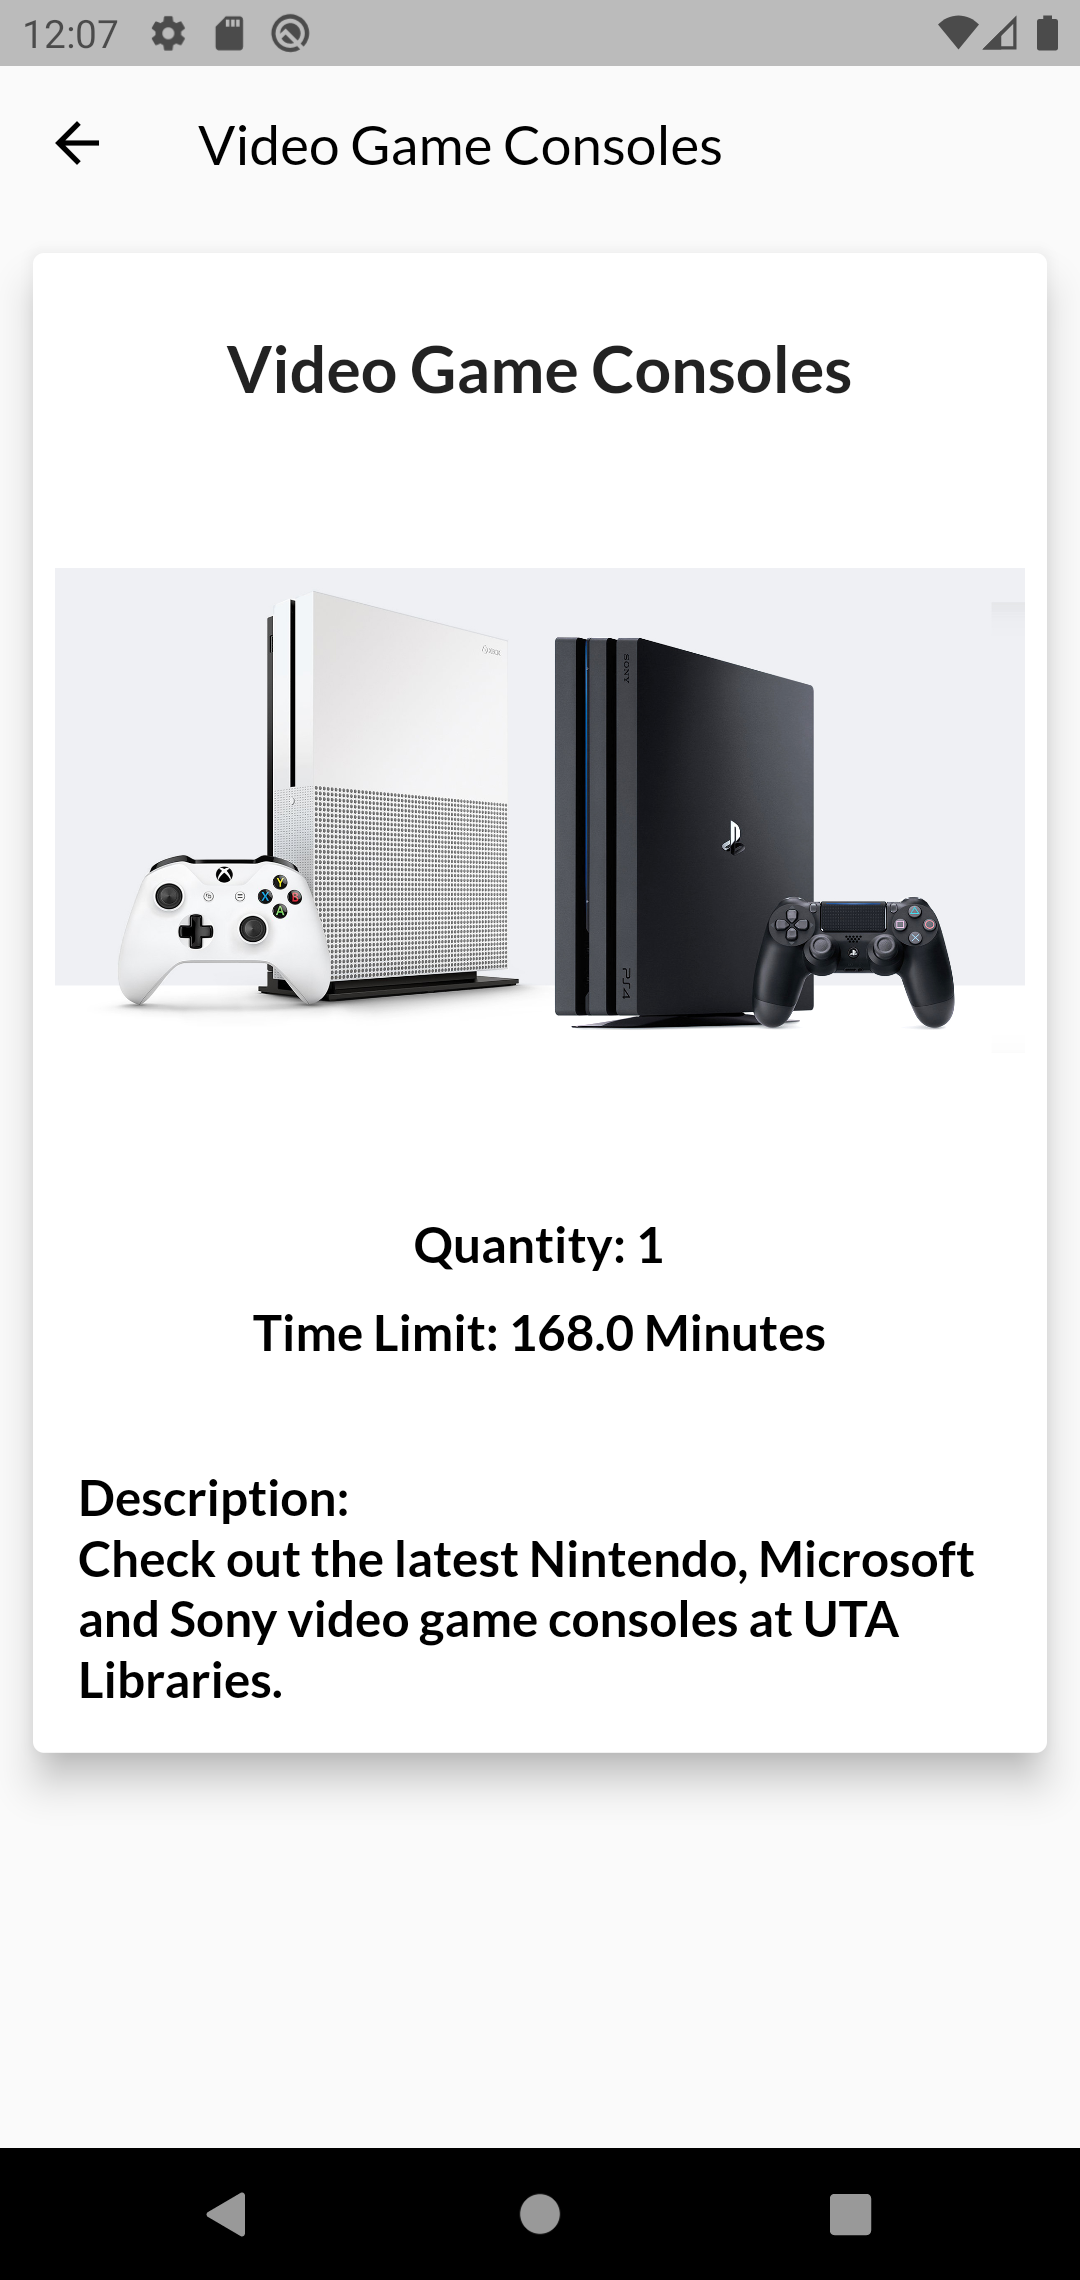 12:07
Video Game Consoles
Video Game Consoles
XBOX
SONY
Y
X B
A
PS4
Quantity: 1
Time Limit: 168.0 Minutes
Description:
Check out the latest Nintendo, Microsoft
and Sony video game consoles at UTA
Libraries.